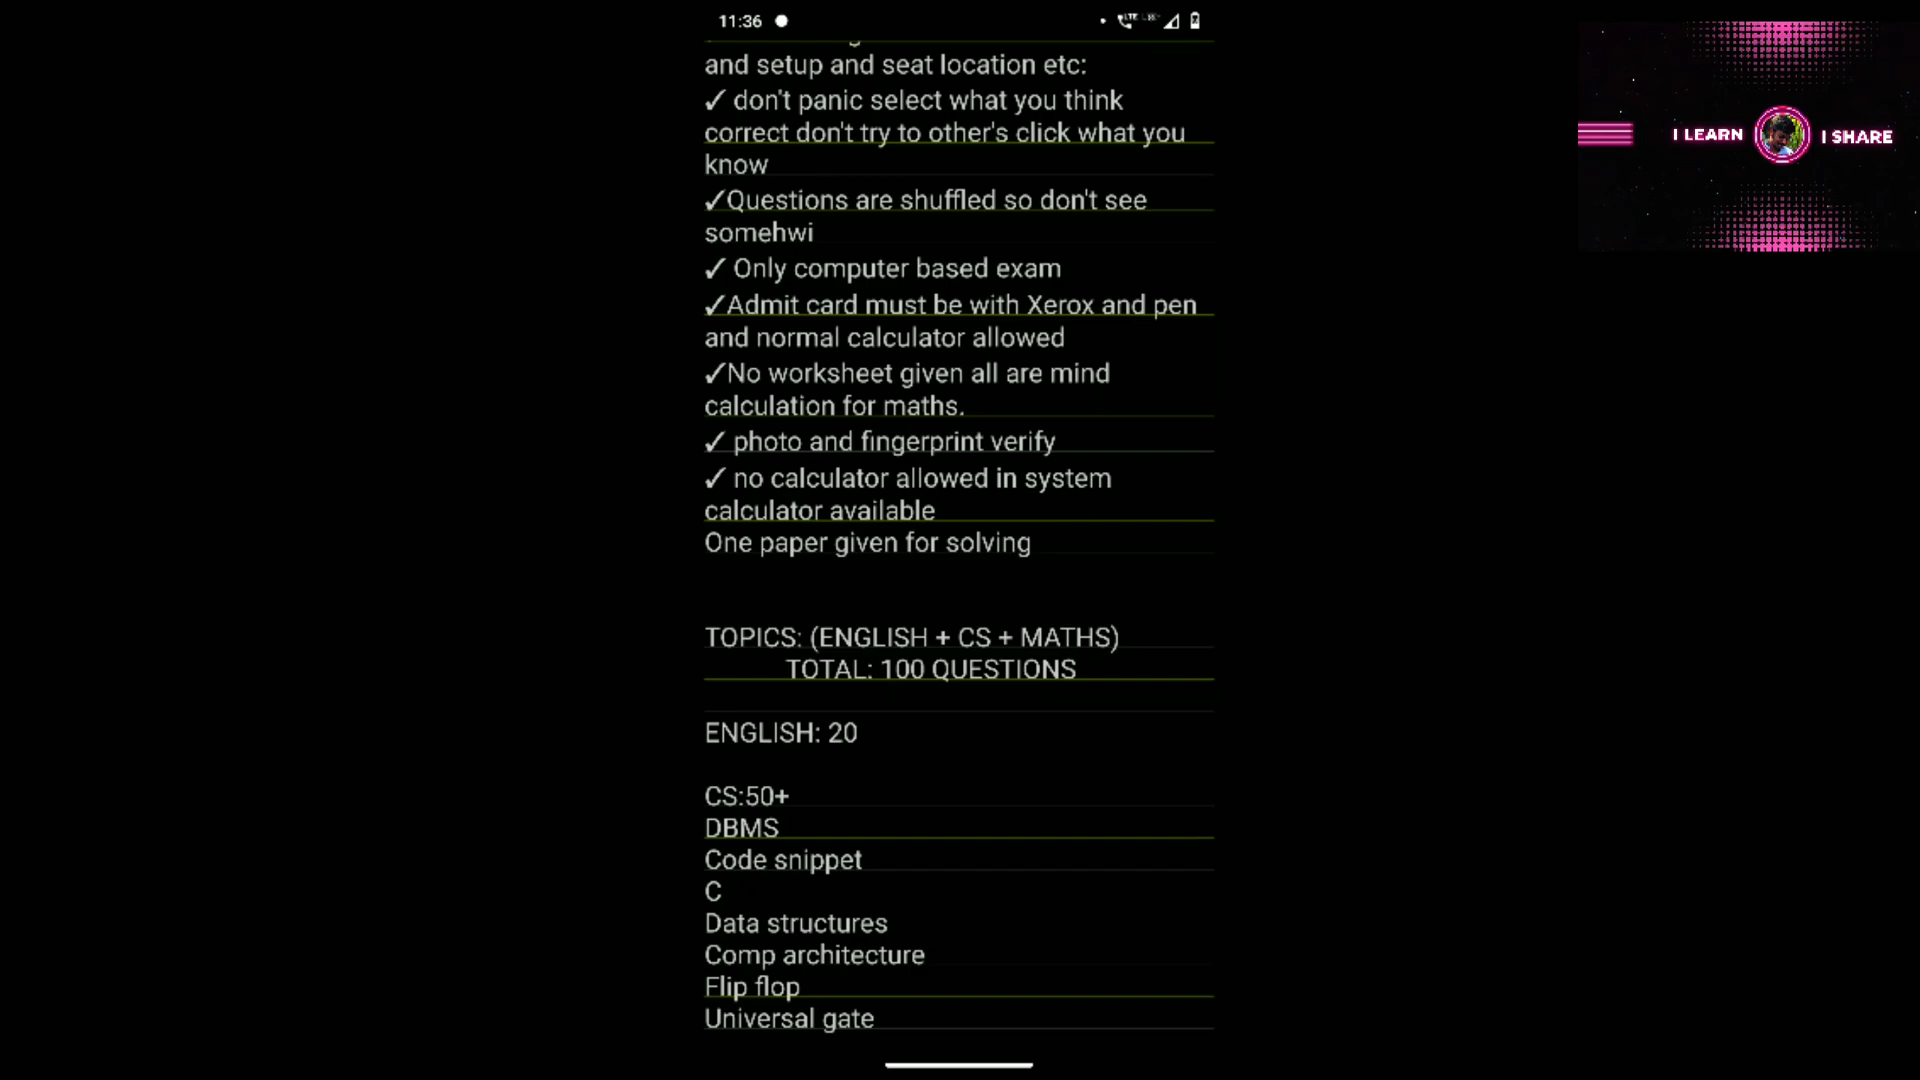 11:36
and setup and seat location etc:
✓ don't panic select what you think
correct don't try to other's click what you
know
✓Questions are shuffled so don't see
somehwi
✓ Only computer based exam
✓Admit card must be with Xerox and pen
and normal calculator allowed
✓No worksheet given all are mind
calculation for maths.
✓ photo and fingerprint verify
✓ no calculator allowed in system
calculator available
One paper given for solving
TOPICS: (ENGLISH + CS + MATHS)
TOTAL: 100 QUESTIONS
ENGLISH: 20
CS:50+
DBMS
Code snippet
C
Data structures
Comp architecture
Flip flop
Universal gate
I LEARN I SHARE